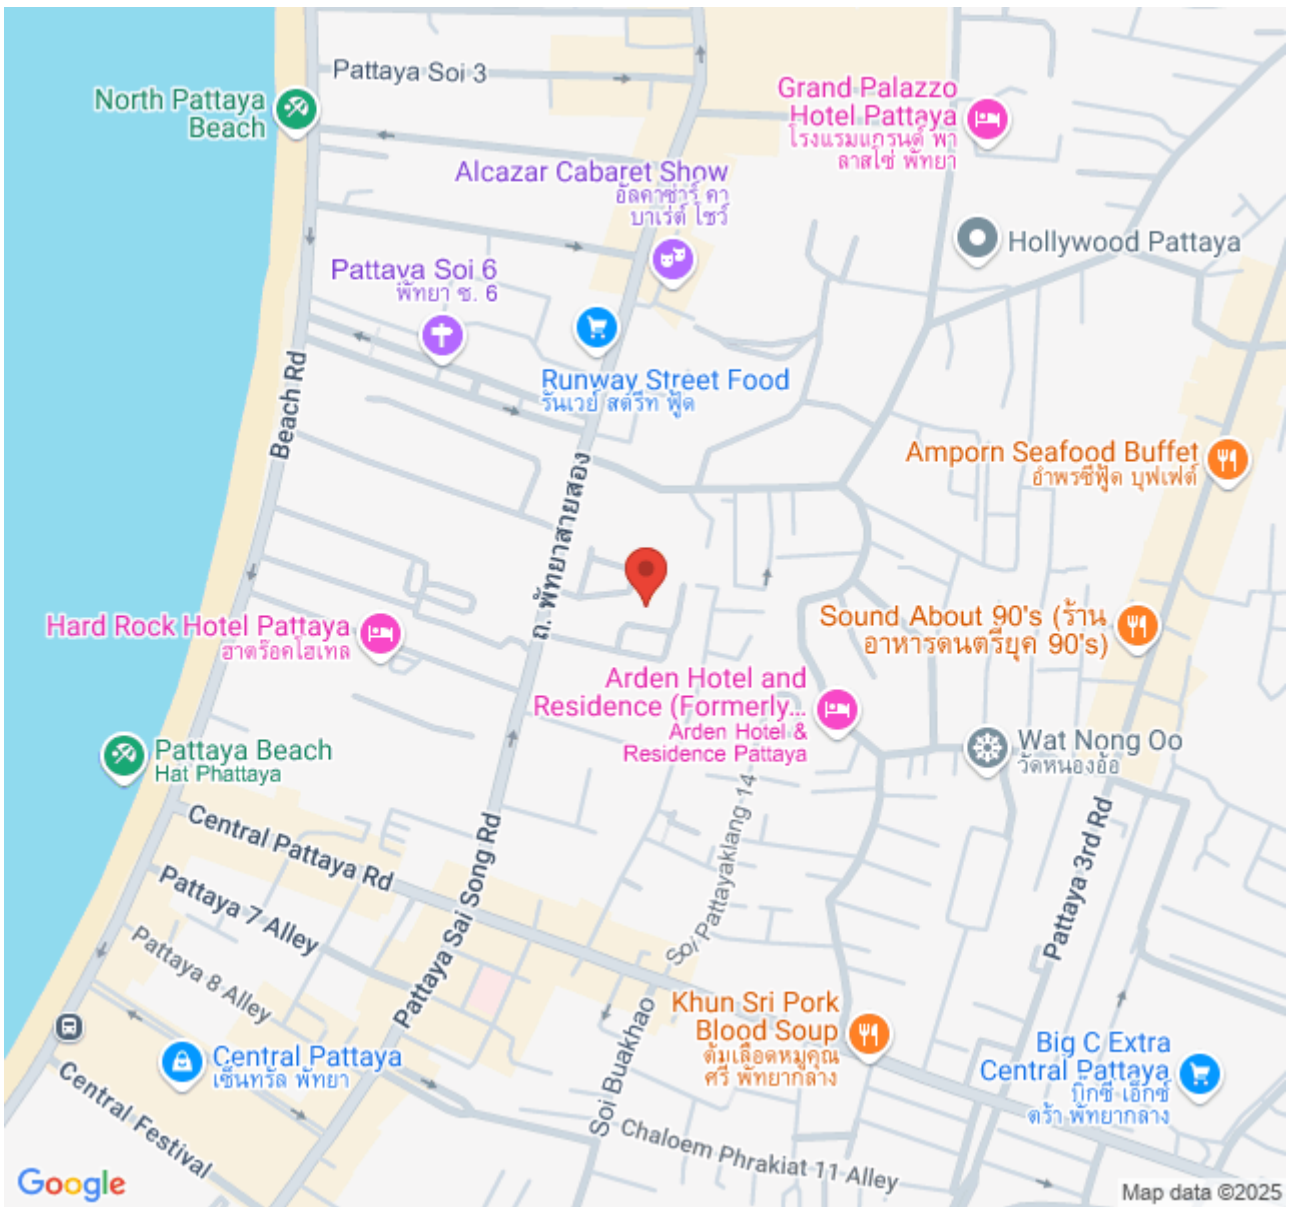 Pattaya Soi 3
North Pattaya
Beach
Grand Palazzo
Hotel Pattaya
โรงแรมแกรนด์ พา
ลาสโซ่ พัทยา
Alcazar Cabaret Show
อัลคาซ่าร์ คา
บาเร่ต์ โชว์
Hollywood Pattaya
Pattaya Soi 6
พัทยา ซ. 6
Runway Street Food
รันเวย์ สตรีท ฟู้ด
Beach Rd
Amporn Seafood Buffet
อําพรซีฟู้ด บุฟเฟต์
ถ. พัทยาสายสอง
Hard Rock Hotel Pattaya
ฮาดร๊อคโฮเทล
Sound About 90's (ร้าน
อาหารดนตรียุค 90's)
Arden Hotel and
Residence (Formerly...
Arden Hotel &
Residence Pattaya
Wat Nong Oo
วัดหนองอ้อ
Pattaya Beach
Hat Phattaya
Central Pattaya Rd
Pattaya Sai Song Rd
Soi Pattayaklang 14
Pattaya 3rd Rd
Pattaya 7 Alley
Pattaya 8 Alley
Khun Sri Pork
Blood Soup
ต้มเลือดหมูคุณ
ศรี พัทยากลาง
Soi Buakhao
Central Pattaya
เซ็นทรัล พัทยา
Big C Extra
Central Pattaya
บิ๊กซี เอ็กซ์
ตร้า พัทยากลาง
Central Festival
Chaloem Phrakiat 11 Alley
Google
Map data ©2025